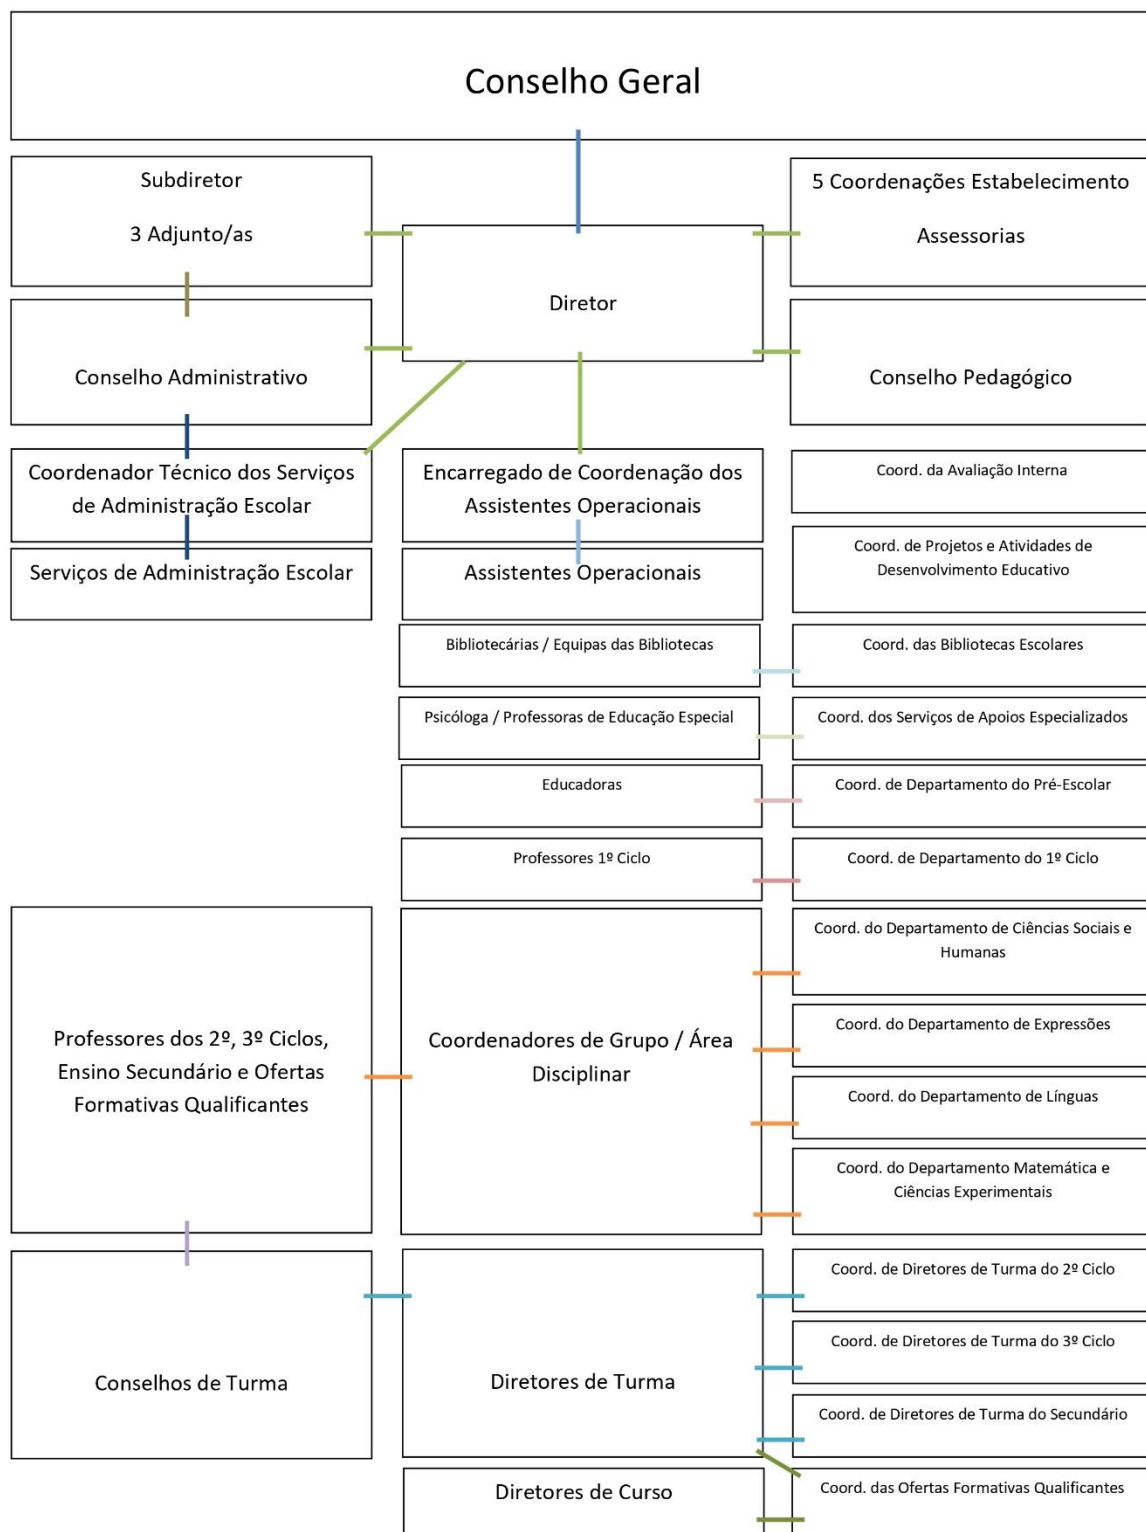 Conselho Geral
Subdiretor
3 Adjunto/as
5 Coordenações Estabelecimento
Assessorias
Diretor
Conselho Administrativo
Conselho Pedagógico
Coordenador Técnico dos Serviços
de Administração Escolar
Encarregado de Coordenação dos
Assistentes Operacionais
Coord. da Avaliação Interna
Serviços de Administração Escolar
Assistentes Operacionais
Coord. de Projetos e Atividades de
Desenvolvimento Educativo
Bibliotecárias / Equipas das Bibliotecas
Coord. das Bibliotecas Escolares
Psicóloga / Professoras de Educação Especial
Coord. dos Serviços de Apoios Especializados
Educadoras
Coord. de Departamento do Pré-Escolar
Professores 1º Ciclo
Coord. de Departamento do 1º Ciclo
Professores dos 2º, 3º Ciclos,
Ensino Secundário e Ofertas
Formativas Qualificantes
Coordenadores de Grupo / Área
Disciplinar
Coord. do Departamento de Ciências Sociais e
Humanas
Coord. do Departamento de Expressões
Coord. do Departamento de Línguas
Coord. do Departamento Matemática e
Ciências Experimentais
Conselhos de Turma
Diretores de Turma
Coord. de Diretores de Turma do 2º Ciclo
Coord. de Diretores de Turma do 3º Ciclo
Coord. de Diretores de Turma do Secundário
Diretores de Curso
Coord. das Ofertas Formativas Qualificantes